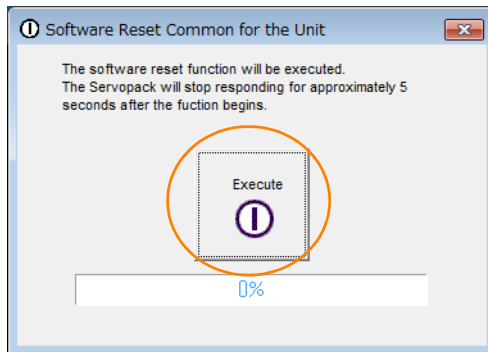 Software Reset Common for the Unit
The software reset function will be executed.
The Servopack will stop responding for approximately 5
seconds after the fuction begins.
Execute
0%